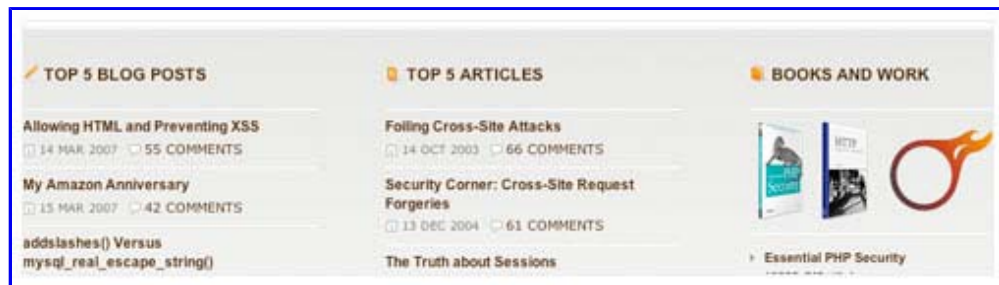 TOP 5 BLOG POSTS
Allowing HTML and Preventing XSS
14 MAR 2007 55 COMMENTS
My Amazon Anniversary
15 MAR 2007 42 COMMENTS
addslashes() Versus
mysql_real_escape_string()
TOP 5 ARTICLES
Foiling Cross-Site Attacks
14 OCT 2003 66 COMMENTS
Security Corner: Cross-Site Request
Forgeries
13 DEC 2004 61 COMMENTS
The Truth about Sessions
BOOKS AND WORK
PHP
Security
HTTP
Essential PHP Security